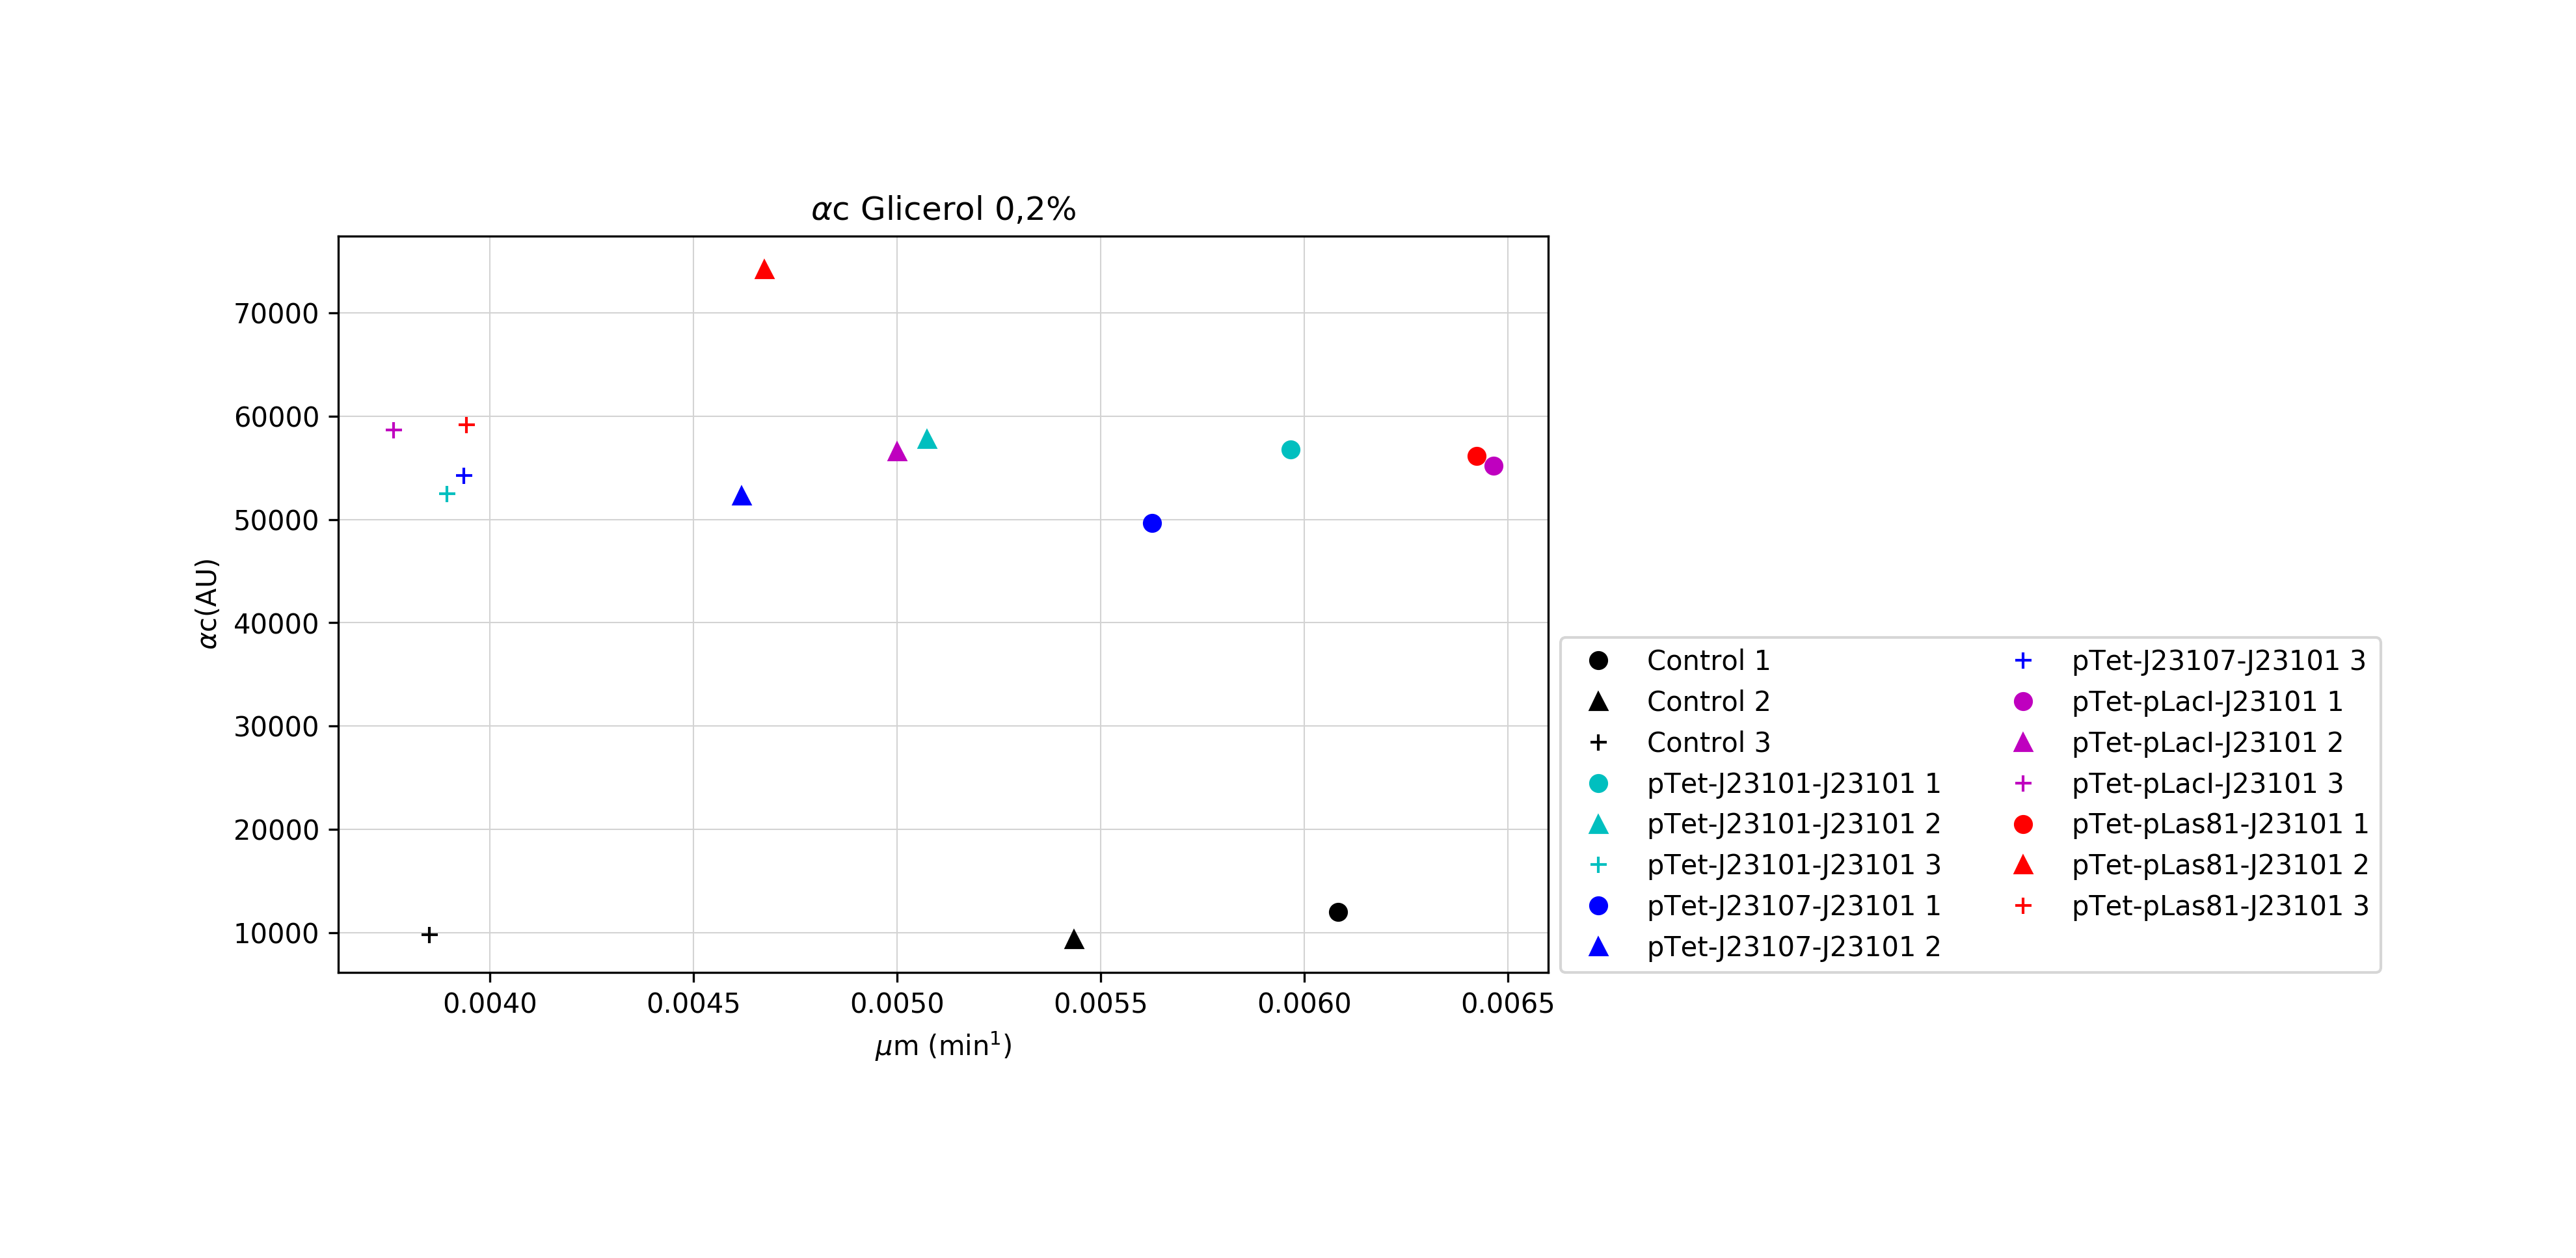 αc Glicerol 0,2%
αc(AU)
70000
60000
50000
40000
30000
20000
10000
0.0040 0.0045 0.0050 0.0055 0.0060 0.0065
μm (min¹)
Control 1
Control 2
Control 3
pTet-J23101-J23101 1
pTet-J23101-J23101 2
pTet-J23101-J23101 3
pTet-J23107-J23101 1
pTet-J23107-J23101 2
pTet-J23107-J23101 3
pTet-pLacI-J23101 1
pTet-pLacI-J23101 2
pTet-pLacI-J23101 3
pTet-pLas81-J23101 1
pTet-pLas81-J23101 2
pTet-pLas81-J23101 3